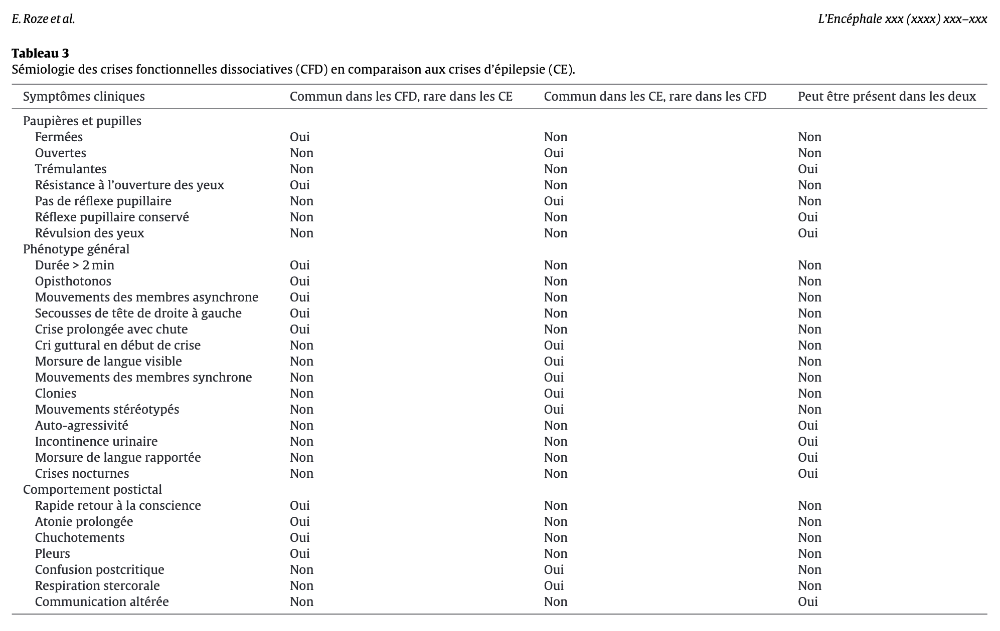 E. Roze et al. L'Encéphale xxx (xxxx) xxx–xxx
Tableau 3
Sémiologie des crises fonctionnelles dissociatives (CFD) en comparaison aux crises d'épilepsie (CE).
Symptômes cliniques Commun dans les CFD, rare dans les CE Commun dans les CE, rare dans les CFD Peut être présent dans les deux
Paupières et pupilles
Fermées Oui Non Non
Ouvertes Non Oui Non
Trémulantes Non Non Oui
Résistance à l'ouverture des yeux Oui Non Non
Pas de réflexe pupillaire Non Oui Non
Réflexe pupillaire conservé Non Non Oui
Révulsion des yeux Non Non Oui
Phénotype général
Durée > 2 min Oui Non Non
Opisthotonos Oui Non Non
Mouvements des membres asynchrone Oui Non Non
Secousses de tête de droite à gauche Oui Non Non
Crise prolongée avec chute Oui Non Non
Cri guttural en début de crise Non Oui Non
Morsure de langue visible Non Oui Non
Mouvements des membres synchrone Non Oui Non
Clonies Non Oui Non
Mouvements stéréotypés Non Oui Non
Auto-agressivité Non Non Oui
Incontinence urinaire Non Non Oui
Morsure de langue rapportée Non Non Oui
Crises nocturnes Non Non Oui
Comportement postictal
Rapide retour à la conscience Oui Non Non
Atonie prolongée Oui Non Non
Chuchotements Oui Non Non
Pleurs Oui Non Non
Confusion postcritique Non Oui Non
Respiration stercorale Non Oui Non
Communication altérée Non Non Oui